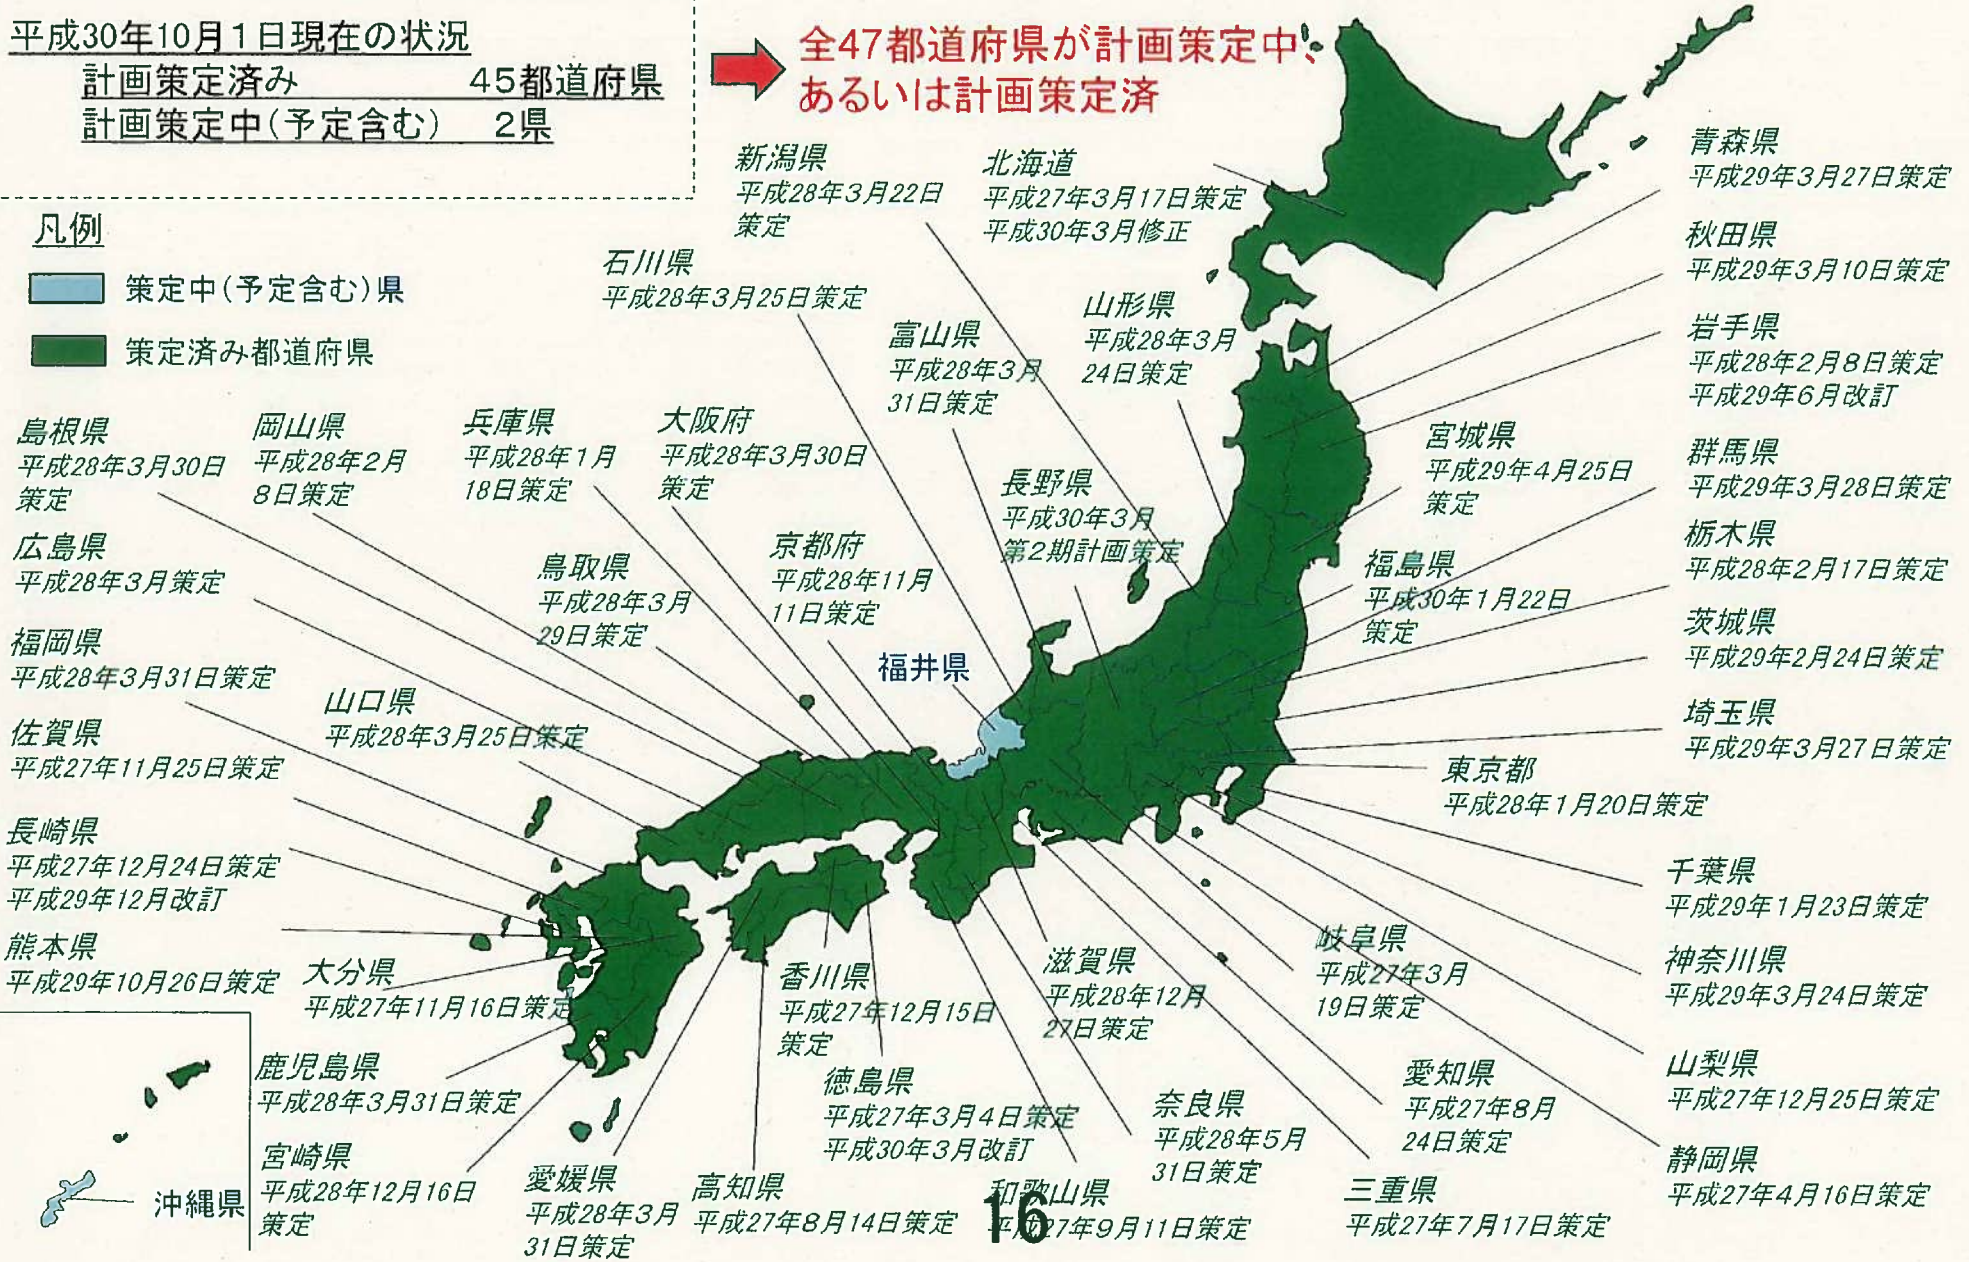 平成30年10月1日現在の状況
計画策定済み 45都道府県
計画策定中(予定含む) 2県
全47都道府県が計画策定中、
あるいは計画策定済
凡例
策定中(予定含む)県
策定済み都道府県
新潟県
平成28年3月22日
策定
北海道
平成27年3月17日策定
平成30年3月修正
青森県
平成29年3月27日策定
秋田県
平成29年3月10日策定
石川県
平成28年3月25日策定
富山県
平成28年3月
31日策定
山形県
平成28年3月
24日策定
岩手県
平成28年2月8日策定
平成29年6月改訂
島根県
平成28年3月30日
策定
岡山県
平成28年2月
8日策定
兵庫県
平成28年1月
18日策定
大阪府
平成28年3月30日
策定
長野県
平成30年3月
第2期計画策定
宮城県
平成29年4月25日
策定
群馬県
平成29年3月28日策定
広島県
平成28年3月策定
鳥取県
平成28年3月
29日策定
京都府
平成28年11月
11日策定
福島県
平成30年1月22日
策定
栃木県
平成28年2月17日策定
福岡県
平成28年3月31日策定
茨城県
平成29年2月24日策定
福井県
山口県
平成28年3月25日策定
佐賀県
平成27年11月25日策定
埼玉県
平成29年3月27日策定
東京都
平成28年1月20日策定
長崎県
平成27年12月24日策定
平成29年12月改訂
千葉県
平成29年1月23日策定
熊本県
平成29年10月26日策定
大分県
平成27年11月16日策定
香川県
平成27年12月15日
策定
滋賀県
平成28年12月
27日策定
岐阜県
平成27年3月
19日策定
神奈川県
平成29年3月24日策定
鹿児島県
平成28年3月31日策定
徳島県
平成27年3月4日策定
平成30年3月改訂
奈良県
平成28年5月
31日策定
愛知県
平成27年8月
24日策定
山梨県
平成27年12月25日策定
宮崎県
平成28年12月16日
策定
愛媛県
平成28年3月
31日策定
高知県
平成27年8月14日策定
和歌山県
平成27年9月11日策定
三重県
平成27年7月17日策定
静岡県
平成27年4月16日策定
沖縄県
16